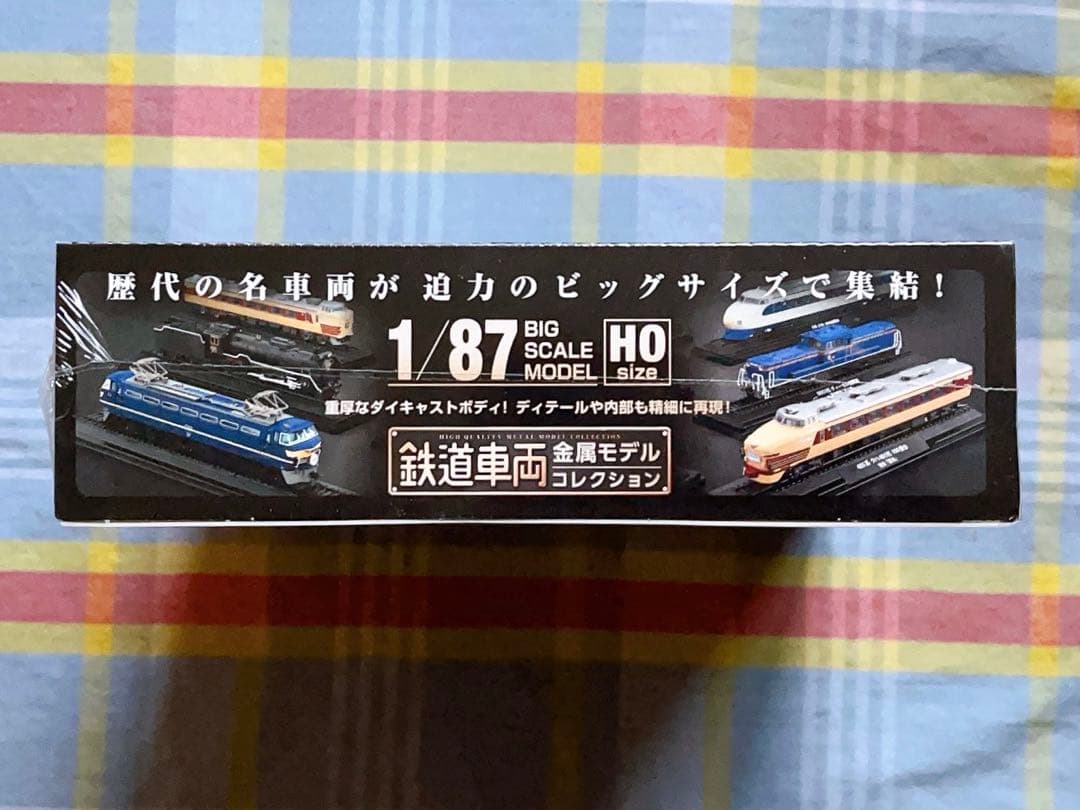 歴代の名車両が迫力のビッグサイズで集結!
1/87 BIG SCALE MODEL HO size
重厚なダイキャストボディ! ディテールや内部も精細に再現!
HIGH QUALITY METAL MODEL COLLECTION
鉄道車両 金属モデルコレクション